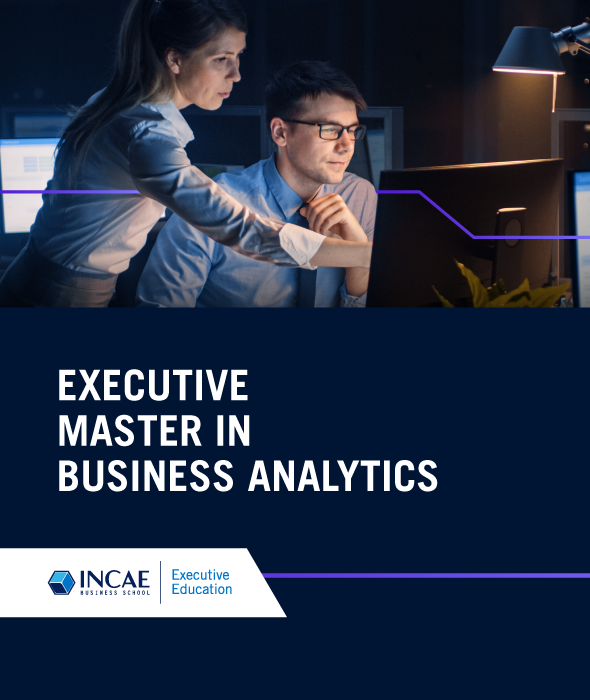 EXECUTIVE
MASTER IN
BUSINESS ANALYTICS
INCAE
BUSINESS SCHOOL
Executive
Education